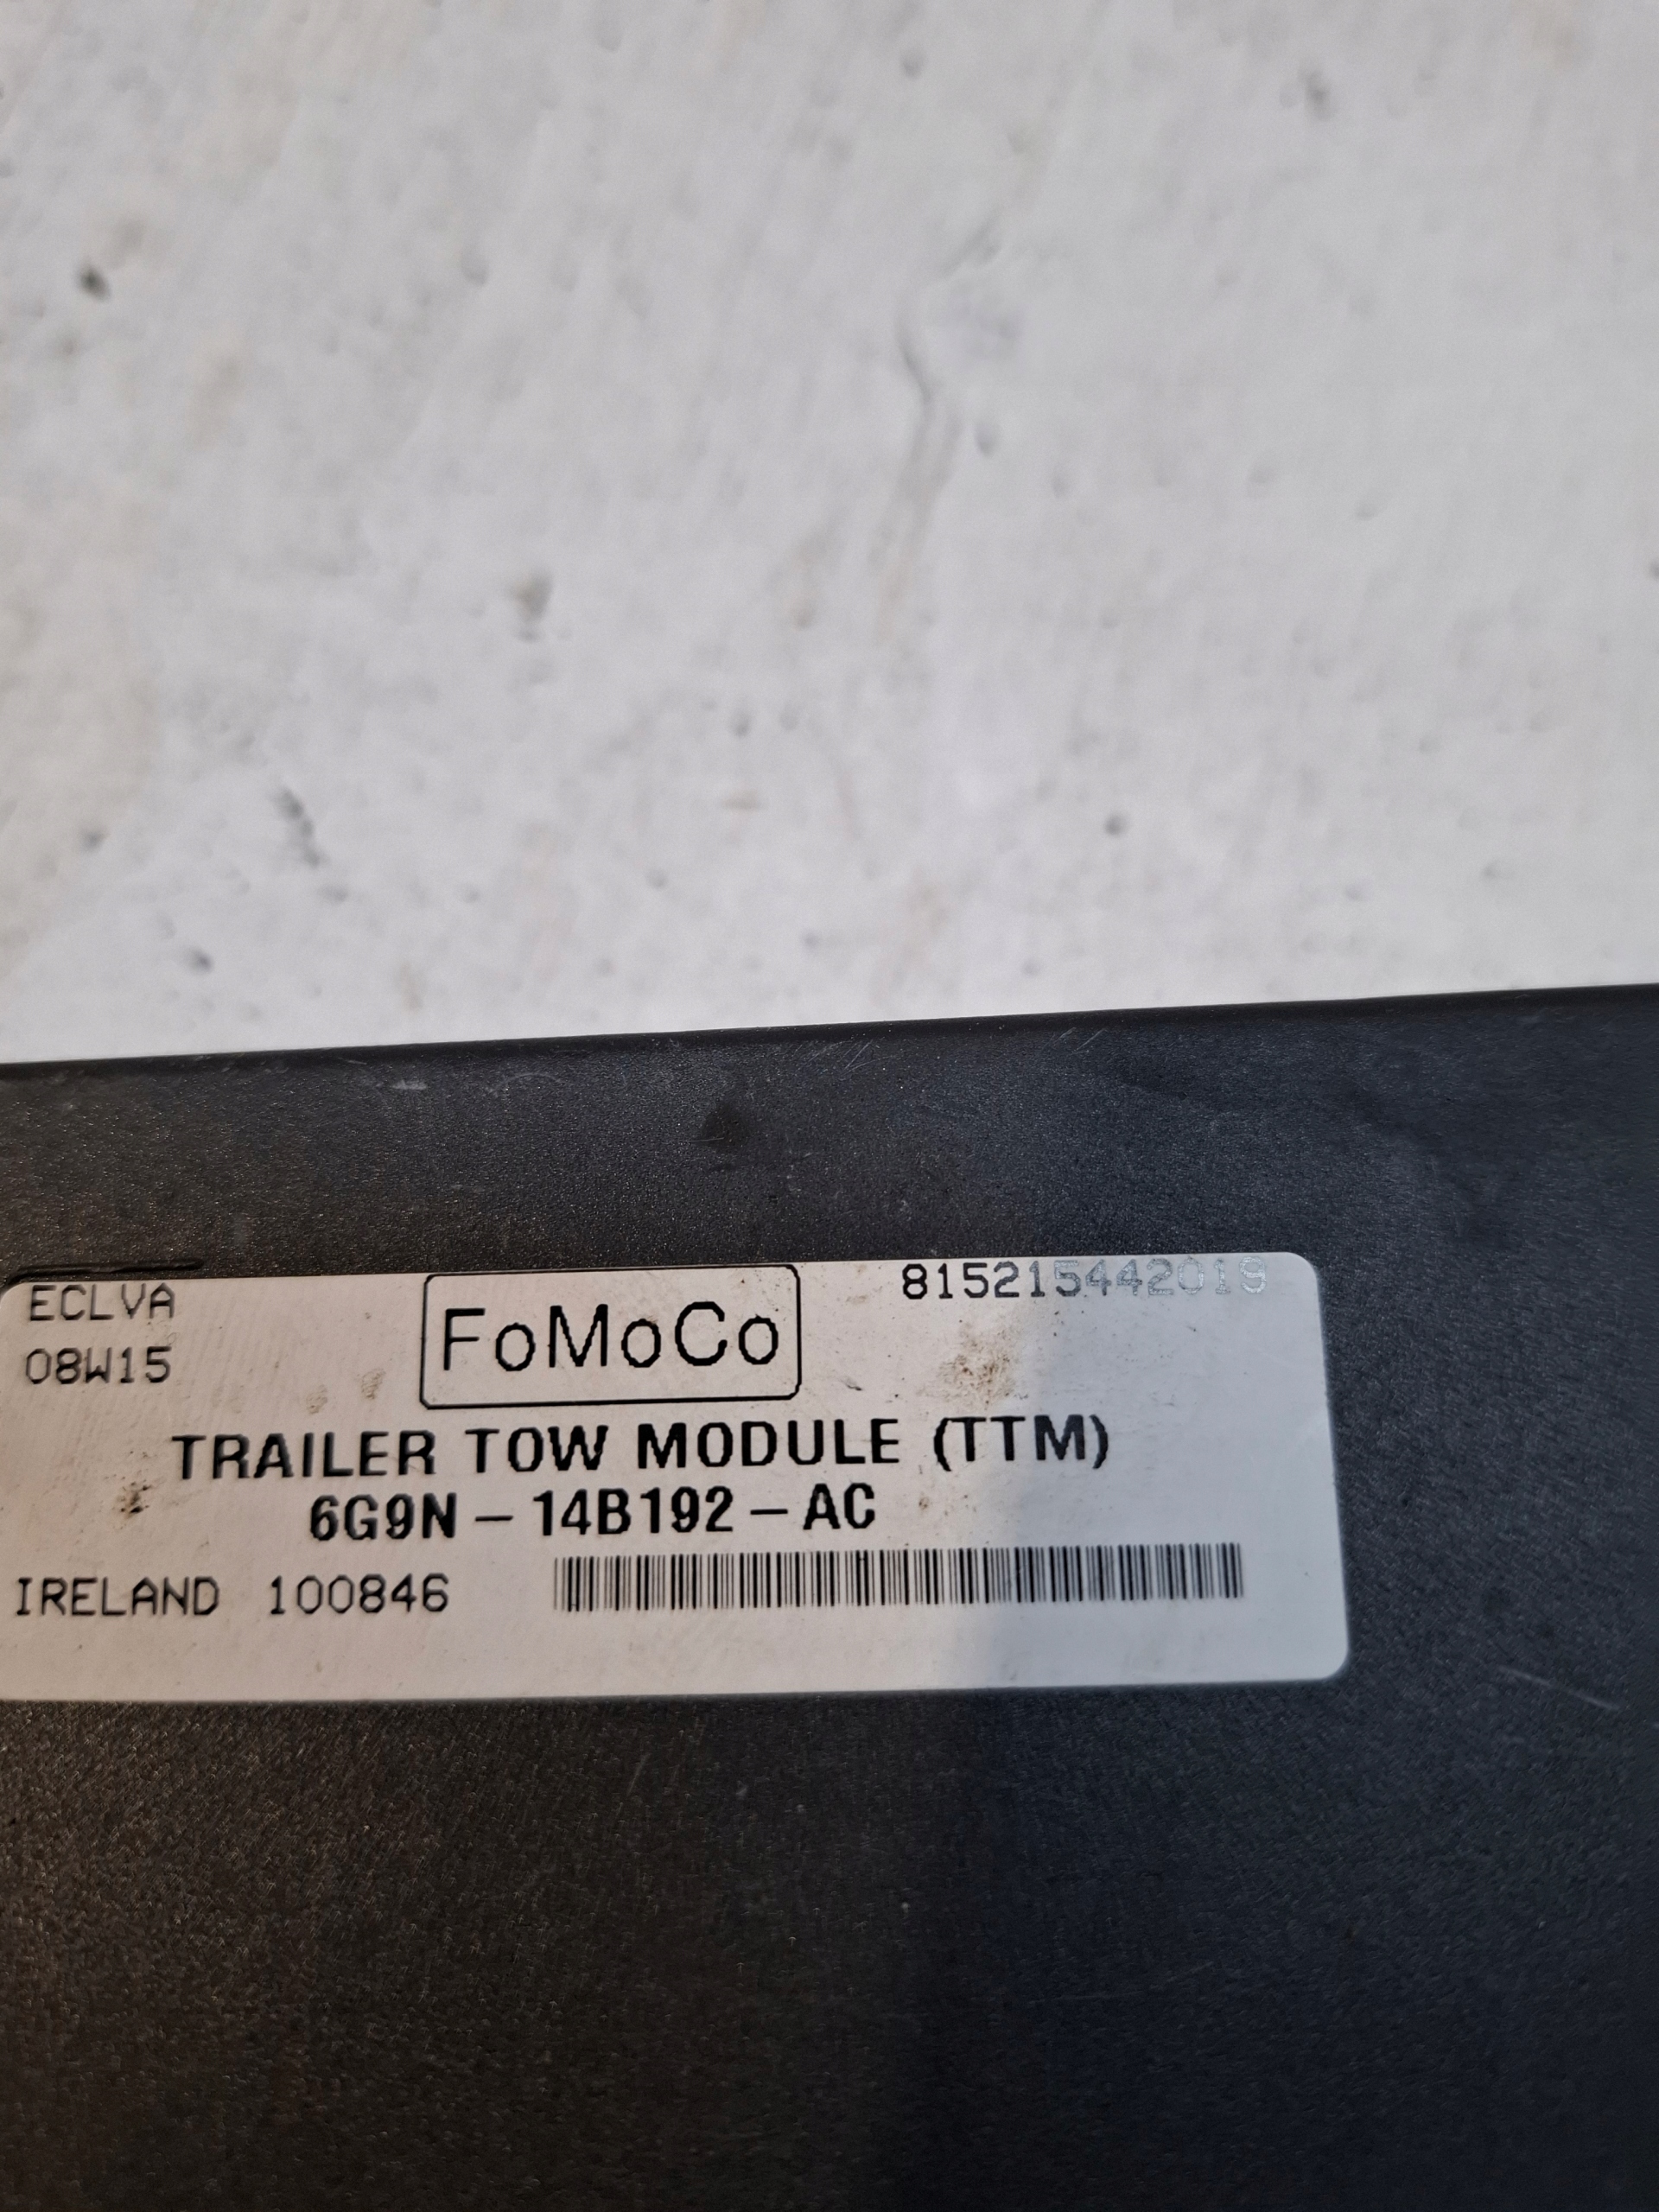 ECLVA
08W15
FoMoCo
815215442019
TRAILER TOW MODULE (TTM)
6G9N-14B192-AC
IRELAND 100846